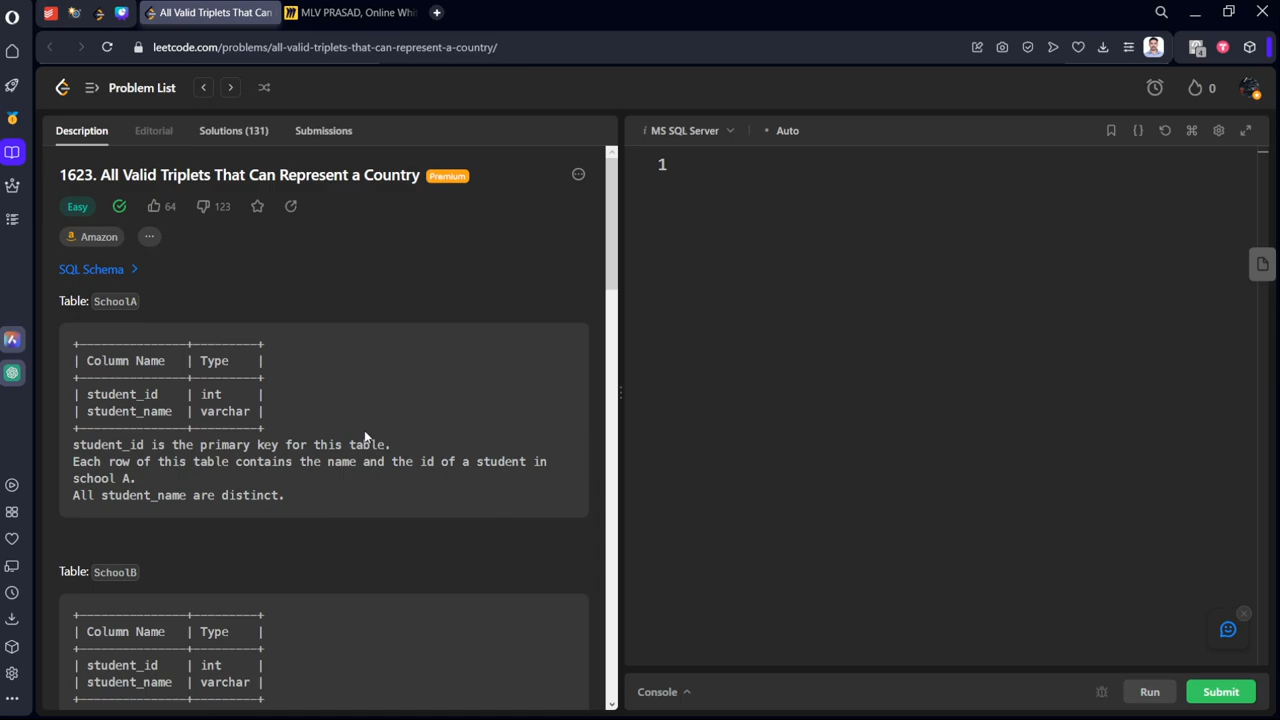 All Valid Triplets That Can
MLV PRASAD, Online Whi
leetcode.com/problems/all-valid-triplets-that-can-represent-a-country/
4
Problem List
0
Description
Editorial
Solutions (131)
Submissions
i MS SQL Server
• Auto
1623. All Valid Triplets That Can Represent a Country
Premium
1
Easy
64
123
Amazon
SQL Schema >
Table: SchoolA
+---------------+---------+
| Column Name   | Type    |
+---------------+---------+
| student_id    | int     |
| student_name  | varchar |
+---------------+---------+
student_id is the primary key for this table.
Each row of this table contains the name and the id of a student in
school A.
All student_name are distinct.
Table: SchoolB
+---------------+---------+
| Column Name   | Type    |
+---------------+---------+
| student_id    | int     |
| student_name  | varchar |
+---------------+---------+
Console
Run
Submit